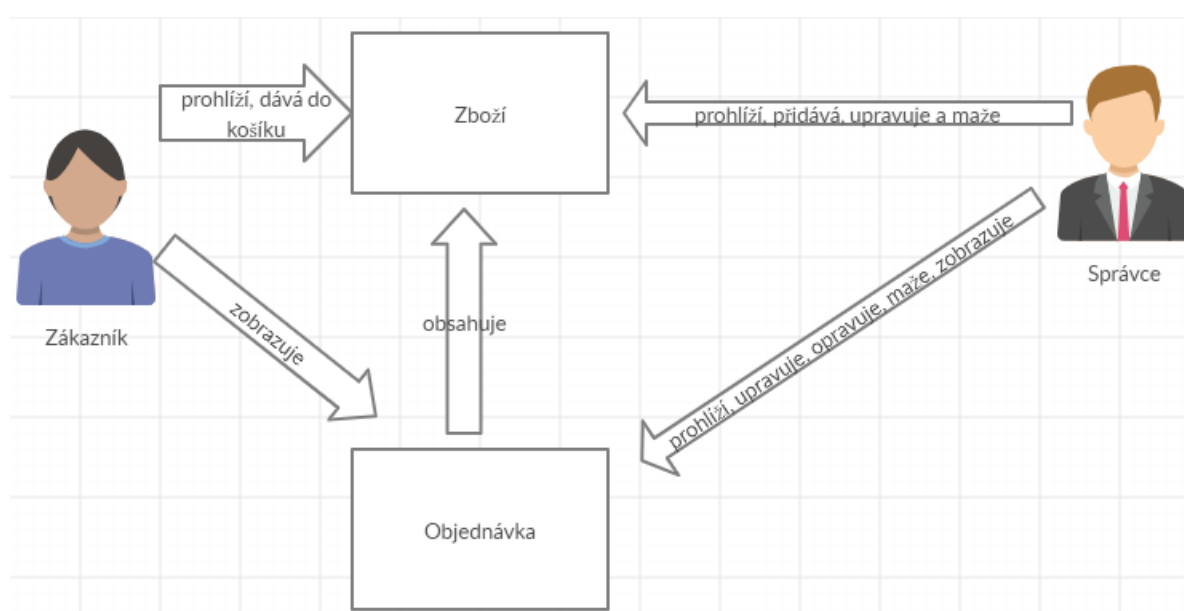 prohlíží, dává do
košíku
Zboží
prohlíží, přidává, upravuje a maže
Zákazník
zobrazuje
obsahuje
prohlíží, upravuje, opravuje, maže, zobrazuje
Správce
Objednávka